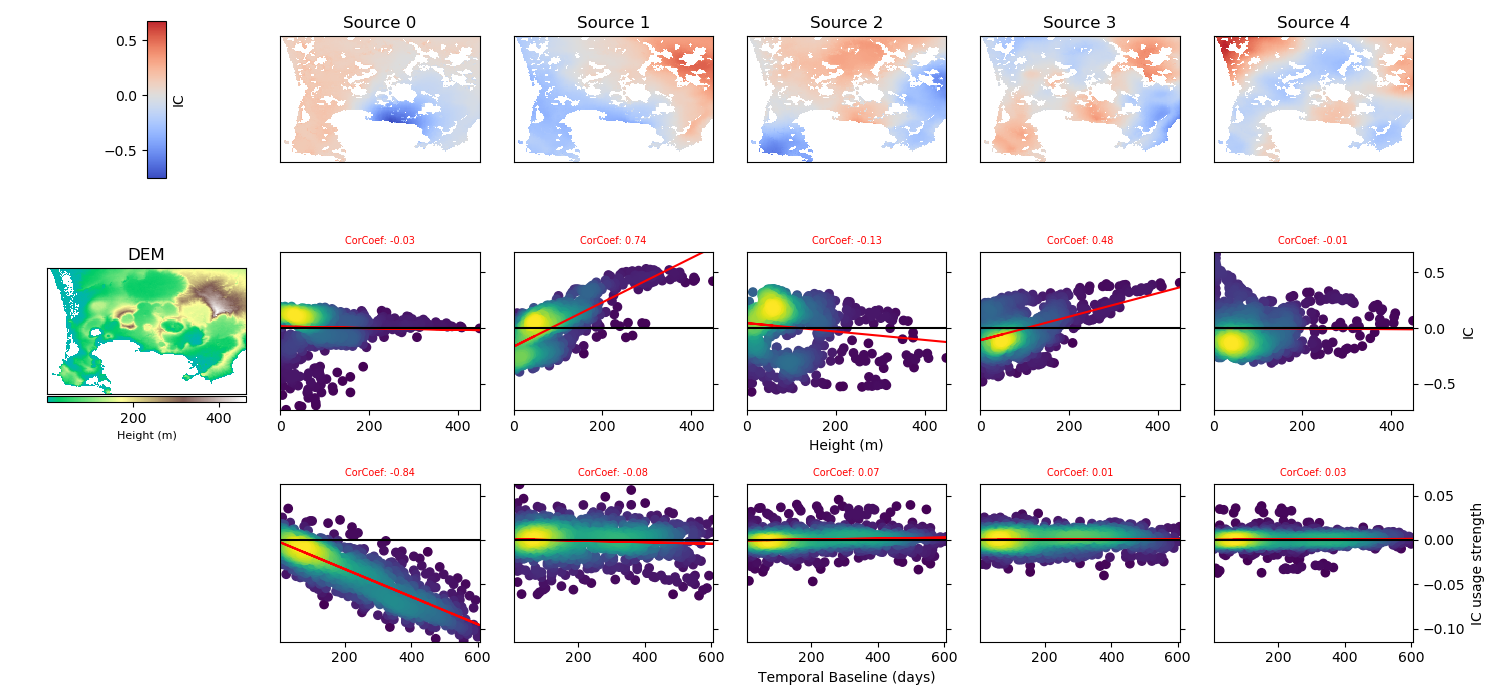 Source 0 Source 1 Source 2 Source 3 Source 4
0.5
0.0
−0.5
IC
CorCoef: -0.03 CorCoef: 0.74 CorCoef: -0.13 CorCoef: 0.48 CorCoef: -0.01
DEM
0.5
0.0
−0.5
IC
200 400
Height (m)
0 200 400 0 200 400 0 200 400 0 200 400 0 200 400
Height (m)
CorCoef: -0.84 CorCoef: -0.08 CorCoef: 0.07 CorCoef: 0.01 CorCoef: 0.03
0.05
0.00
−0.05
−0.10
IC usage strength
200 400 600 200 400 600 200 400 600 200 400 600 200 400 600
Temporal Baseline (days)